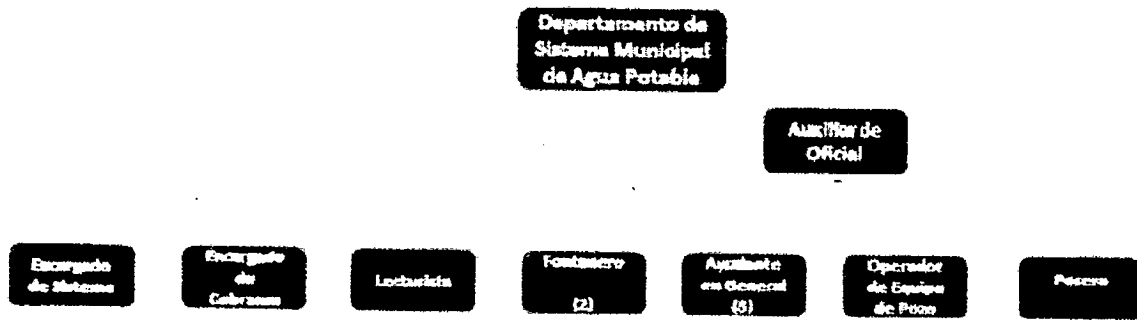 Departamento de
Sistema Municipal
de Agua Potable
Auxiliar de
Oficial
Encargado
de Sistema
Encargado
de
Lecturista
Fontanero
(2)
Ayudante
en General
(5)
Operador
de Equipo
de Pozo
Pocero